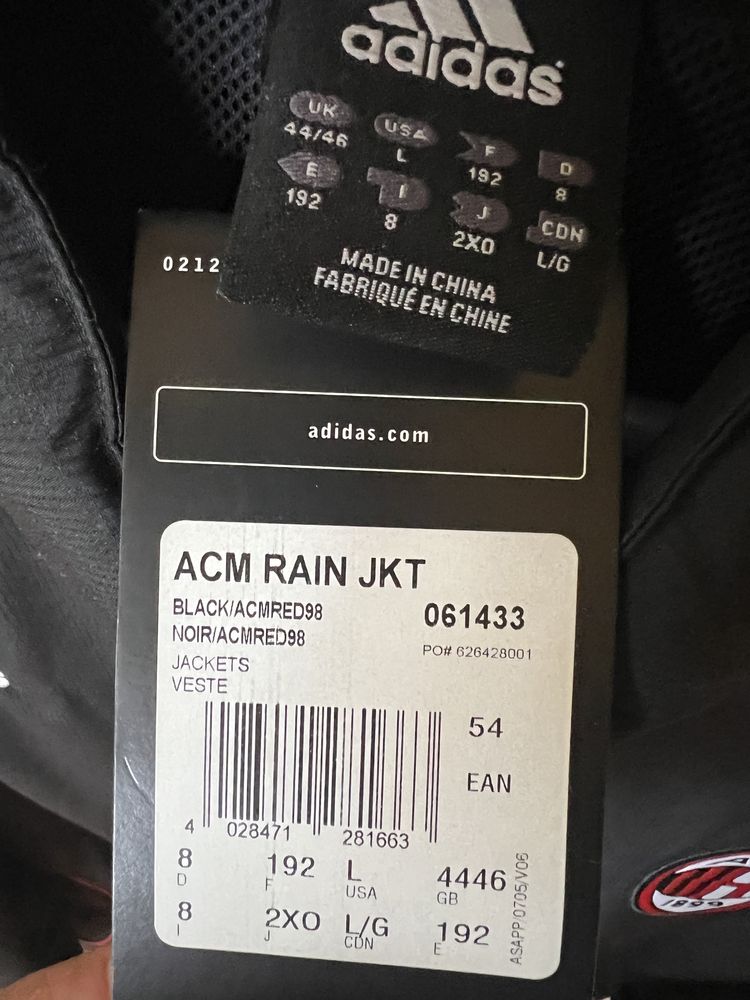 adidas
UK USA F D
44/46 L 192 8
E I J CDN
192 8 2XO L/G
MADE IN CHINA
FABRIQUÉ EN CHINE
0212
adidas.com
ACM RAIN JKT
BLACK/ACMRED98
NOIR/ACMRED98
061433
PO# 626428001
JACKETS
VESTE
54
EAN
4 028471 281663
8 192 L 4446
D F USA GB
8 2XO L/G 192
I J CDN E
ASAPP/0705/V06
1899